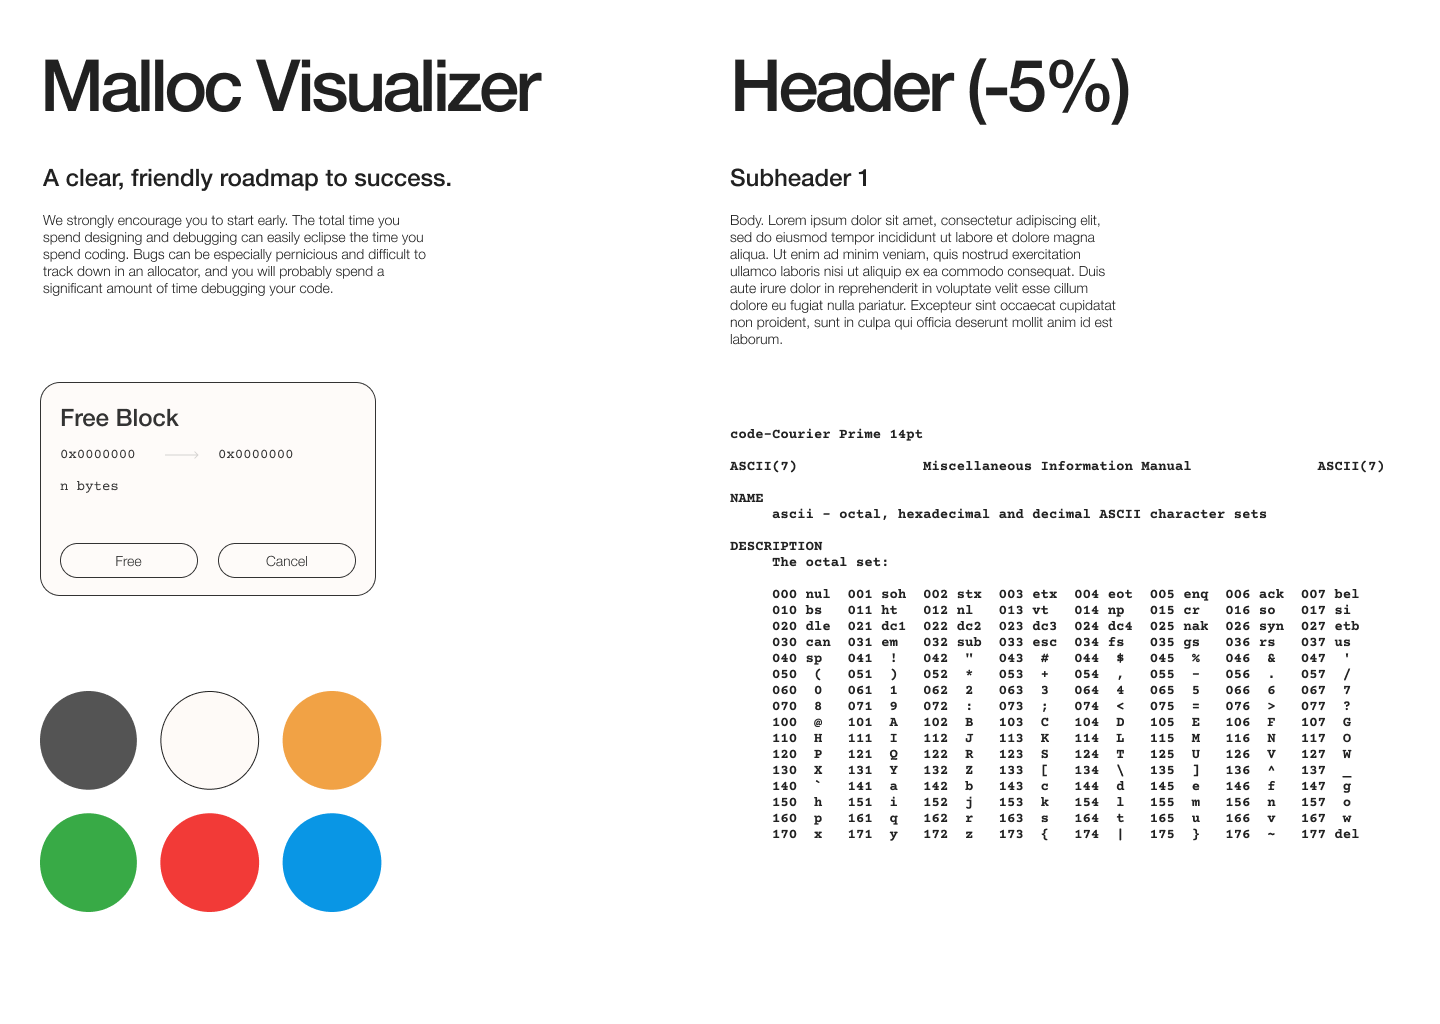 Malloc Visualizer
A clear, friendly roadmap to success.
We strongly encourage you to start early. The total time you
spend designing and debugging can easily eclipse the time you
spend coding. Bugs can be especially pernicious and difficult to
track down in an allocator, and you will probably spend a
significant amount of time debugging your code.
Free Block
0x0000000 → 0x0000000
n bytes
Free Cancel
Header (-5%)
Subheader 1
Body. Lorem ipsum dolor sit amet, consectetur adipiscing elit,
sed do eiusmod tempor incididunt ut labore et dolore magna
aliqua. Ut enim ad minim veniam, quis nostrud exercitation
ullamco laboris nisi ut aliquip ex ea commodo consequat. Duis
aute irure dolor in reprehenderit in voluptate velit esse cillum
dolore eu fugiat nulla pariatur. Excepteur sint occaecat cupidatat
non proident, sunt in culpa qui officia deserunt mollit anim id est
laborum.
code-Courier Prime 14pt
ASCII(7) Miscellaneous Information Manual ASCII(7)
NAME
ascii - octal, hexadecimal and decimal ASCII character sets
DESCRIPTION
The octal set:
000 nul 001 soh 002 stx 003 etx 004 eot 005 enq 006 ack 007 bel
010 bs 011 ht 012 nl 013 vt 014 np 015 cr 016 so 017 si
020 dle 021 dc1 022 dc2 023 dc3 024 dc4 025 nak 026 syn 027 etb
030 can 031 em 032 sub 033 esc 034 fs 035 gs 036 rs 037 us
040 sp 041 ! 042 " 043 # 044 $ 045 % 046 & 047 '
050 ( 051 ) 052 * 053 + 054 , 055 - 056 . 057 /
060 0 061 1 062 2 063 3 064 4 065 5 066 6 067 7
070 8 071 9 072 : 073 ; 074 < 075 = 076 > 077 ?
100 @ 101 A 102 B 103 C 104 D 105 E 106 F 107 G
110 H 111 I 112 J 113 K 114 L 115 M 116 N 117 O
120 P 121 Q 122 R 123 S 124 T 125 U 126 V 127 W
130 X 131 Y 132 Z 133 [ 134 \ 135 ] 136 ^ 137 _
140 ` 141 a 142 b 143 c 144 d 145 e 146 f 147 g
150 h 151 i 152 j 153 k 154 l 155 m 156 n 157 o
160 p 161 q 162 r 163 s 164 t 165 u 166 v 167 w
170 x 171 y 172 z 173 { 174 | 175 } 176 ~ 177 del